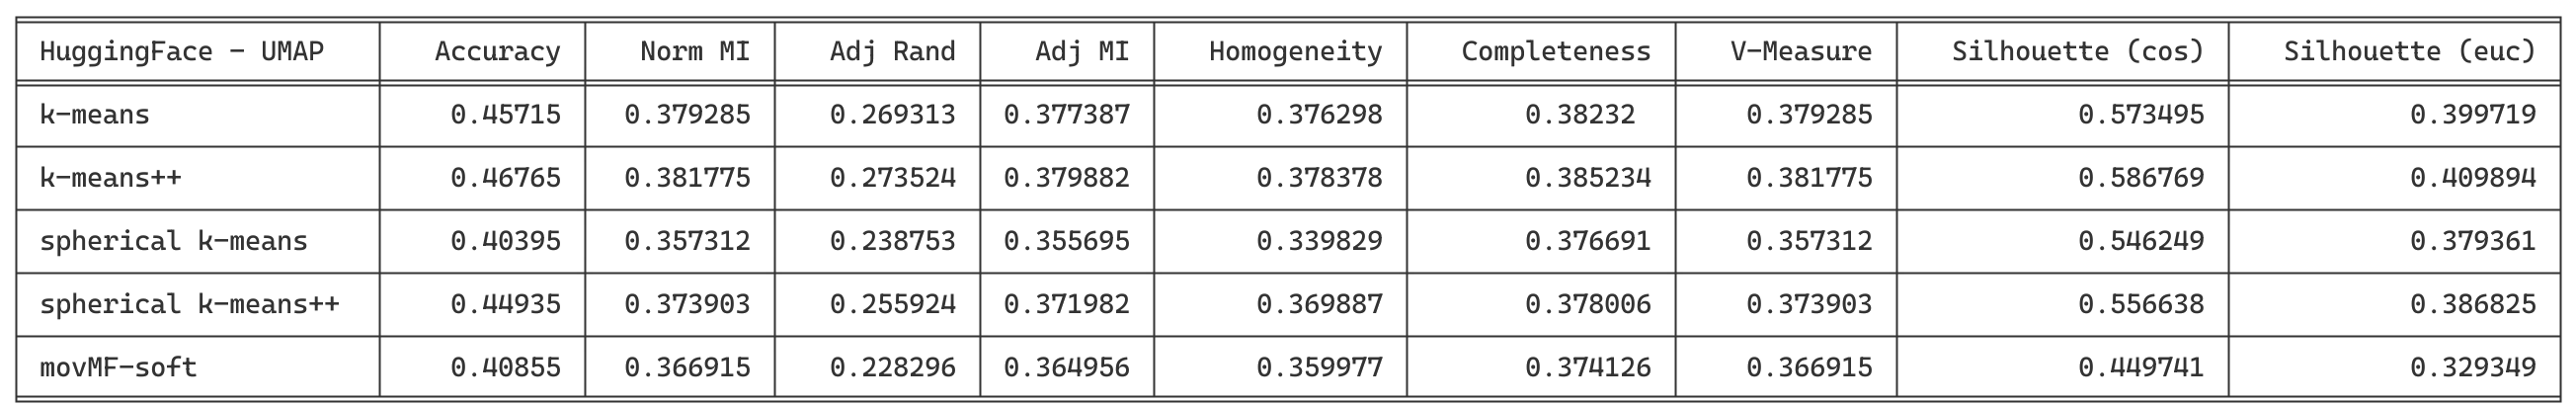 HuggingFace - UMAP Accuracy Norm MI Adj Rand Adj MI Homogeneity Completeness V-Measure Silhouette (cos) Silhouette (euc)
k-means 0.45715 0.379285 0.269313 0.377387 0.376298 0.38232 0.379285 0.573495 0.399719
k-means++ 0.46765 0.381775 0.273524 0.379882 0.378378 0.385234 0.381775 0.586769 0.409894
spherical k-means 0.40395 0.357312 0.238753 0.355695 0.339829 0.376691 0.357312 0.546249 0.379361
spherical k-means++ 0.44935 0.373903 0.255924 0.371982 0.369887 0.378006 0.373903 0.556638 0.386825
movMF-soft 0.40855 0.366915 0.228296 0.364956 0.359977 0.374126 0.366915 0.449741 0.329349